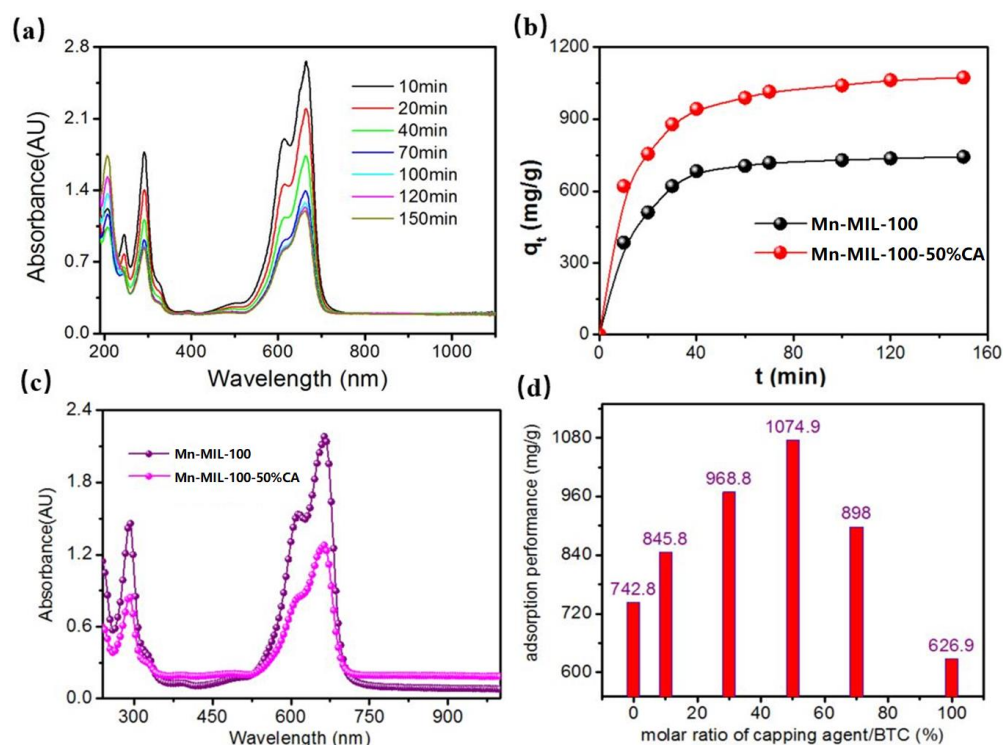 (a)
2.8
2.1
1.4
0.7
0.0
Absorbance(AU)
10min
20min
40min
70min
100min
120min
150min
200 400 600 800 1000
Wavelength (nm)
(b)
1200
900
600
300
0
qt (mg/g)
Mn-MIL-100
Mn-MIL-100-50%CA
0 40 80 120 160
t (min)
(c)
2.4
1.8
1.2
0.6
0.0
Absorbance(AU)
Mn-MIL-100
Mn-MIL-100-50%CA
300 450 600 750 900
Wavelength (nm)
(d)
1080
960
840
720
600
adsorption performance (mg/g)
742.8
845.8
968.8
1074.9
898
626.9
0 20 40 60 80 100
molar ratio of capping agent/BTC (%)